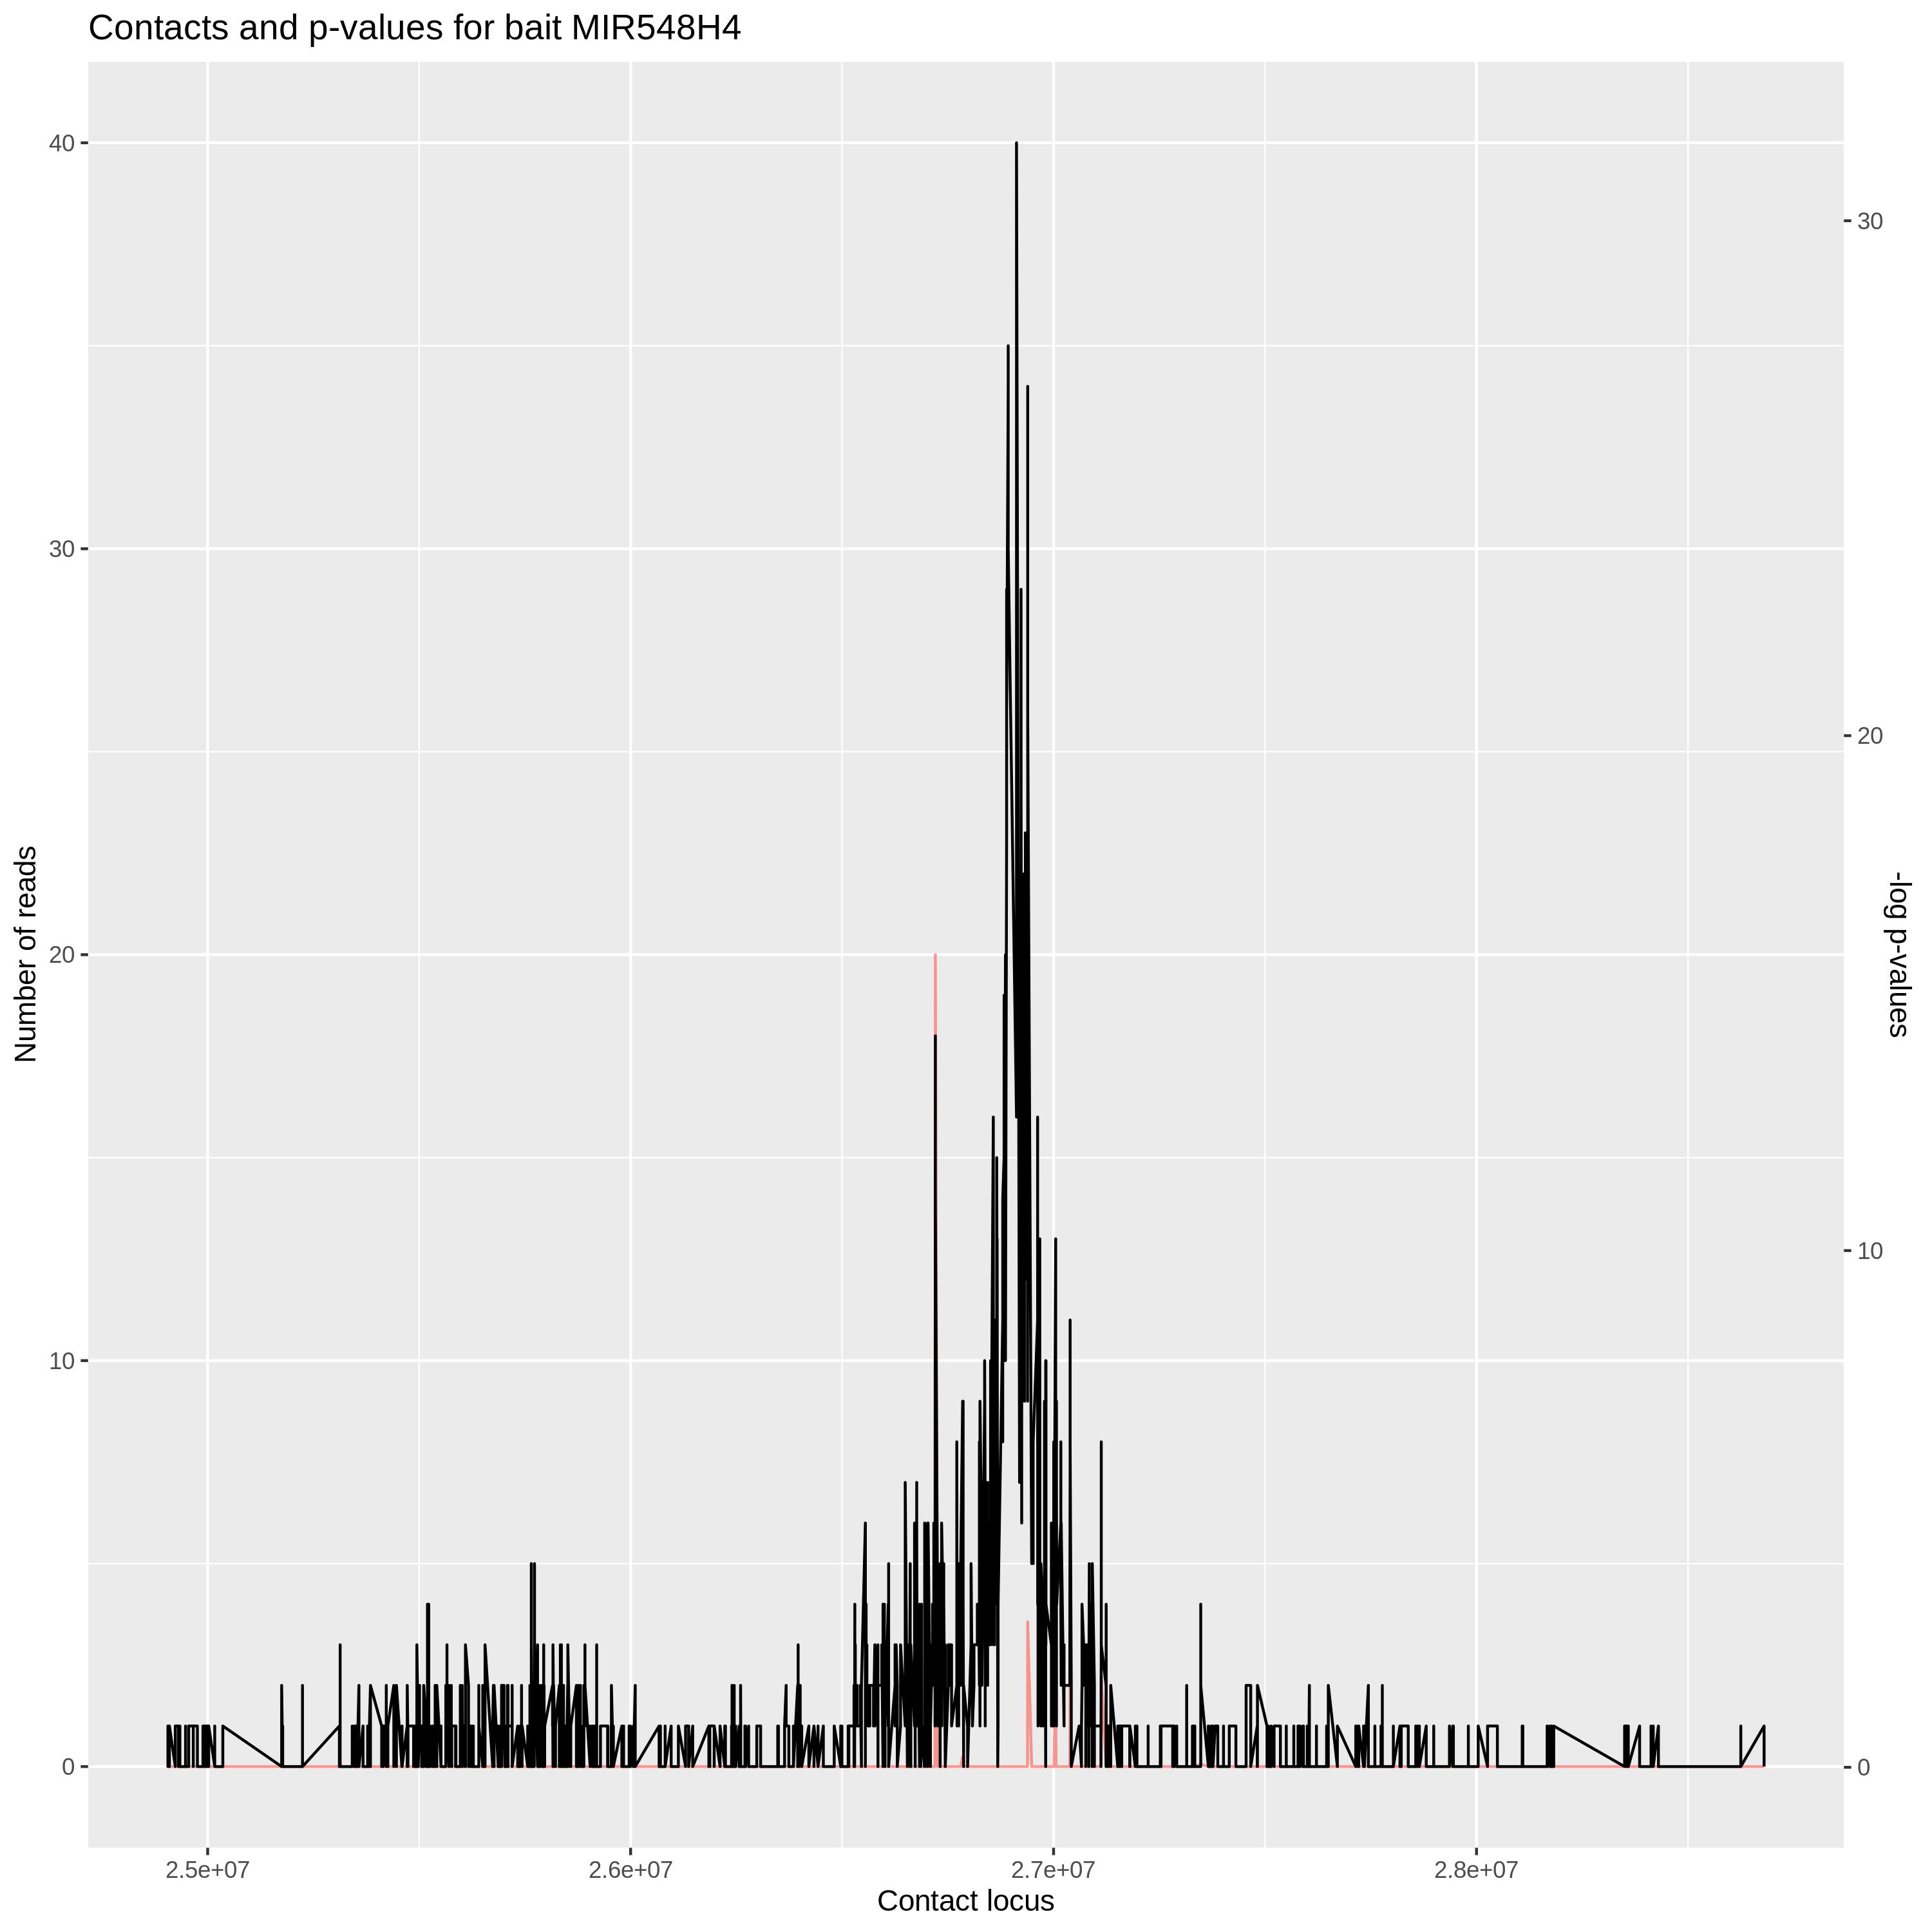 Contacts and p-values for bait MIR548H4
40
30
20
10
0
Number of reads
30
20
10
0
-log p-values
2.5e+07 2.6e+07 2.7e+07 2.8e+07
Contact locus